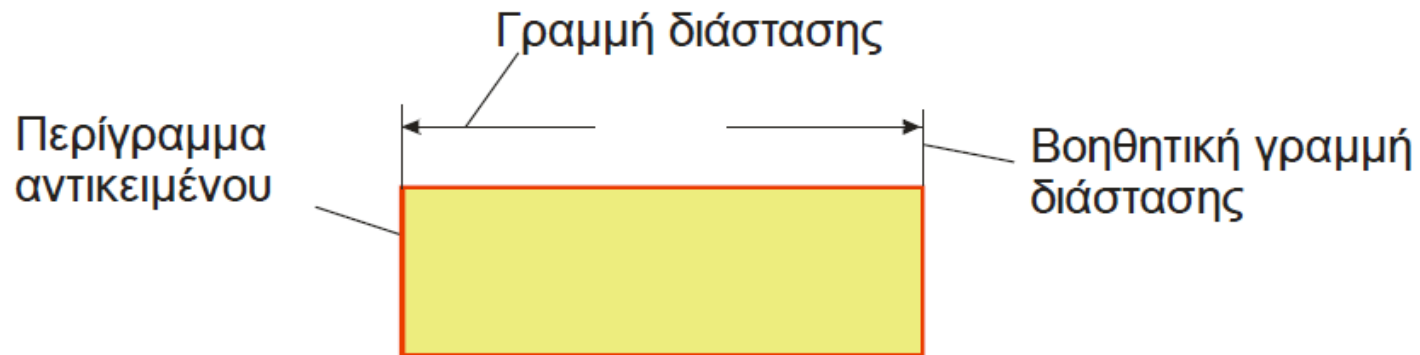 Γραμμή διάστασης
Περίγραμμα
αντικειμένου
Βοηθητική γραμμή
διάστασης